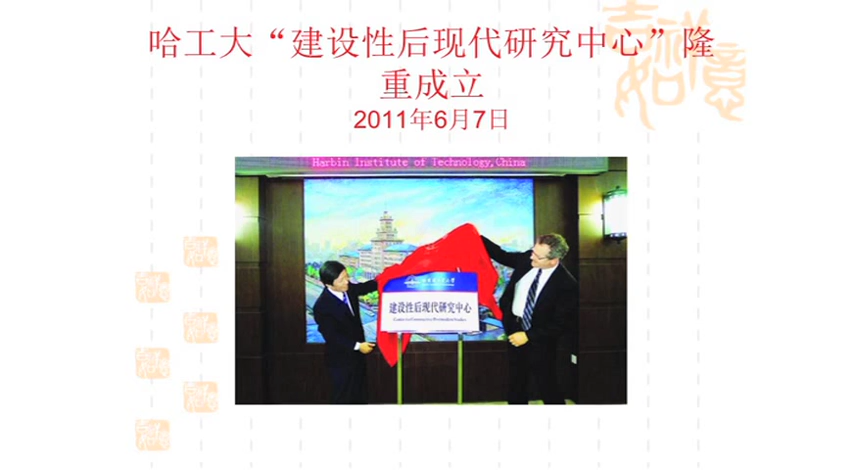 哈工大“建设性后现代研究中心”隆
重成立
2011年6月7日
Harbin Institute of Technology,China
建设性后现代研究中心